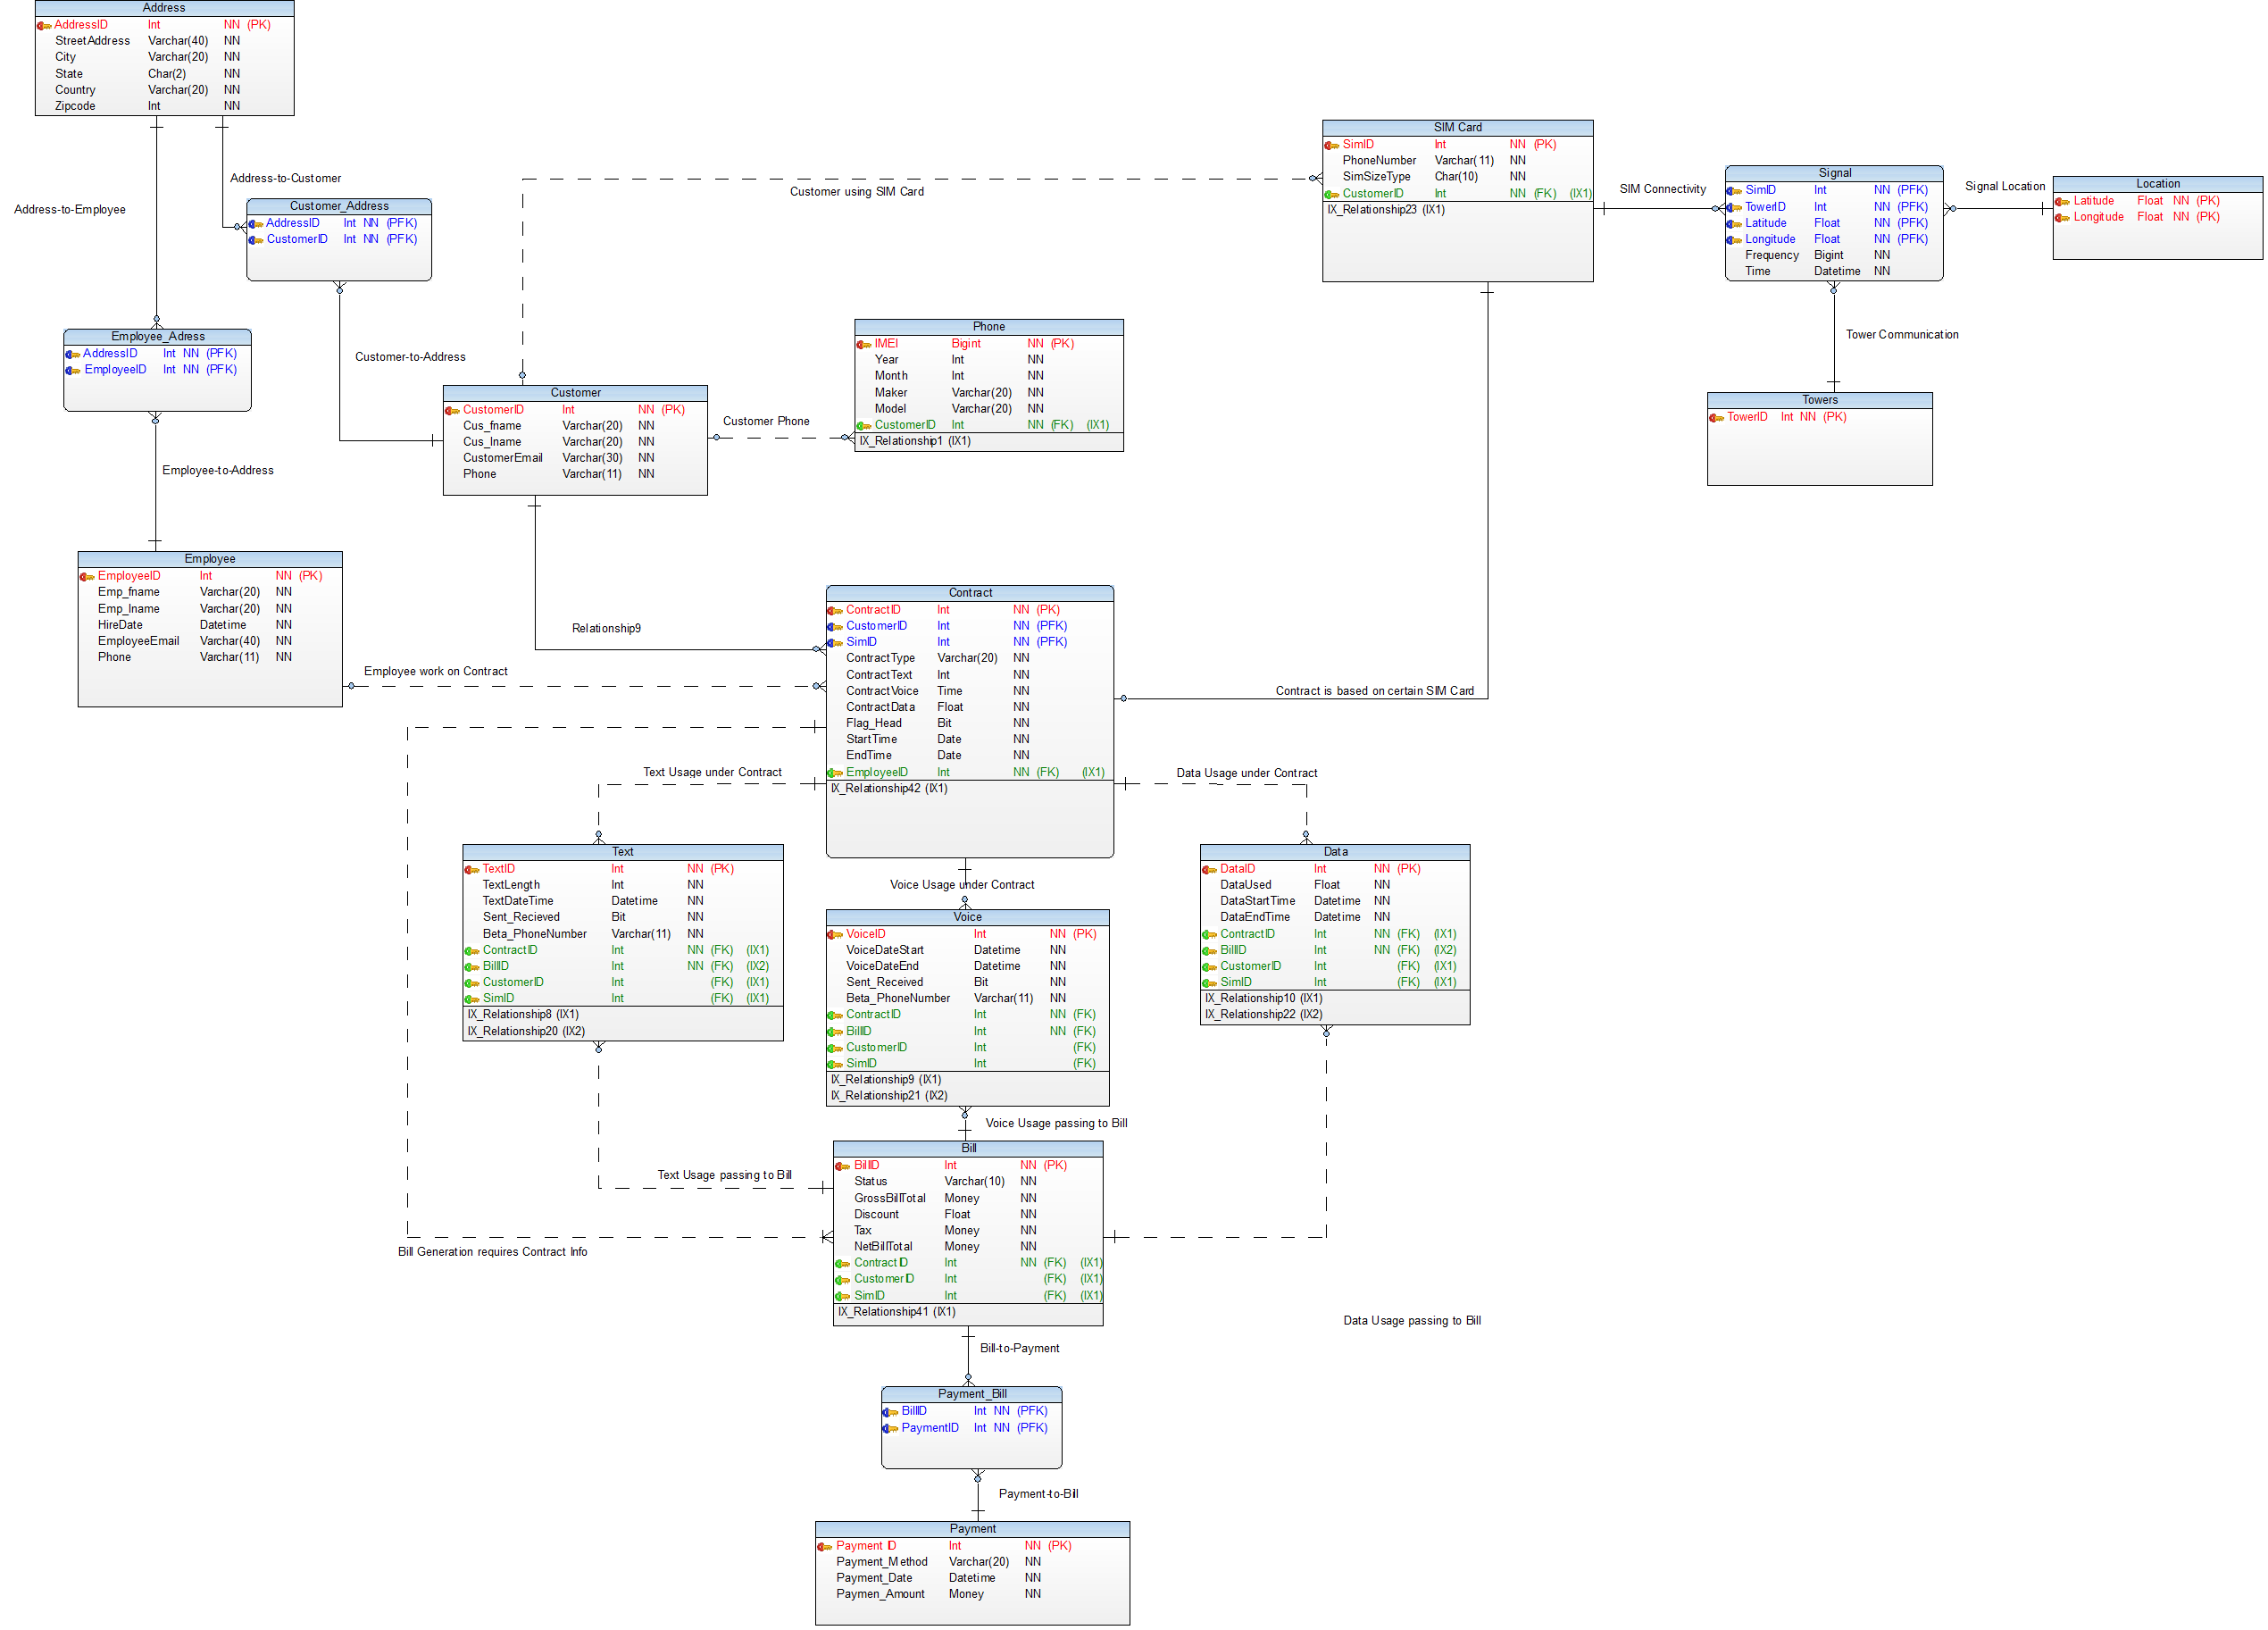 Address
AddressID Int NN (PK)
StreetAddress Varchar(40) NN
City Varchar(20) NN
State Char(2) NN
Country Varchar(20) NN
Zipcode Int NN
Address-to-Customer
Address-to-Employee
Customer_Address
AddressID Int NN (PFK)
CustomerID Int NN (PFK)
Employee_Adress
AddressID Int NN (PFK)
EmployeeID Int NN (PFK)
Customer-to-Address
Employee-to-Address
Customer using SIM Card
SIM Card
SimID Int NN (PK)
PhoneNumber Varchar(11) NN
SimSizeType Char(10) NN
CustomerID Int NN (FK) (IX1)
IX_Relationship23 (IX1)
SIM Connectivity
Signal
SimID Int NN (PFK)
TowerID Int NN (PFK)
Latitude Float NN (PFK)
Longitude Float NN (PFK)
Frequency Bigint NN
Time Datetime NN
Signal Location
Location
Latitude Float NN (PK)
Longitude Float NN (PK)
Tower Communication
Towers
TowerID Int NN (PK)
Phone
IMEI Bigint NN (PK)
Year Int NN
Month Int NN
Maker Varchar(20) NN
Model Varchar(20) NN
CustomerID Int NN (FK) (IX1)
IX_Relationship1 (IX1)
Customer
CustomerID Int NN (PK)
Cus_fname Varchar(20) NN
Cus_lname Varchar(20) NN
CustomerEmail Varchar(30) NN
Phone Varchar(11) NN
Customer Phone
Employee
EmployeeID Int NN (PK)
Emp_fname Varchar(20) NN
Emp_lname Varchar(20) NN
HireDate Datetime NN
EmployeeEmail Varchar(40) NN
Phone Varchar(11) NN
Relationship9
Employee work on Contract
Contract
ContractID Int NN (PK)
CustomerID Int NN (PFK)
SimID Int NN (PFK)
ContractType Varchar(20) NN
ContractText Int NN
ContractVoice Time NN
ContractData Float NN
Flag_Head Bit NN
StartTime Date NN
EndTime Date NN
EmployeeID Int NN (FK) (IX1)
IX_Relationship42 (IX1)
Contract is based on certain SIM Card
Text Usage under Contract
Data Usage under Contract
Voice Usage under Contract
Text
TextID Int NN (PK)
TextLength Int NN
TextDateTime Datetime NN
Sent_Recieved Bit NN
Beta_PhoneNumber Varchar(11) NN
ContractID Int NN (FK) (IX1)
BillID Int NN (FK) (IX2)
CustomerID Int (FK) (IX1)
SimID Int (FK) (IX1)
IX_Relationship8 (IX1)
IX_Relationship20 (IX2)
Voice
VoiceID Int NN (PK)
VoiceDateStart Datetime NN
VoiceDateEnd Datetime NN
Sent_Received Bit NN
Beta_PhoneNumber Varchar(11) NN
ContractID Int NN (FK)
BillID Int NN (FK)
CustomerID Int (FK)
SimID Int (FK)
IX_Relationship9 (IX1)
IX_Relationship21 (IX2)
Data
DataID Int NN (PK)
DataUsed Float NN
DataStartTime Datetime NN
DataEndTime Datetime NN
ContractID Int NN (FK) (IX1)
BillID Int NN (FK) (IX2)
CustomerID Int (FK) (IX1)
SimID Int (FK) (IX1)
IX_Relationship10 (IX1)
IX_Relationship22 (IX2)
Voice Usage passing to Bill
Text Usage passing to Bill
Bill
BillID Int NN (PK)
Status Varchar(10) NN
GrossBillTotal Money NN
Discount Float NN
Tax Money NN
NetBillTotal Money NN
ContractID Int NN (FK) (IX1)
CustomerID Int (FK) (IX1)
SimID Int (FK) (IX1)
IX_Relationship41 (IX1)
Bill Generation requires Contract Info
Data Usage passing to Bill
Bill-to-Payment
Payment_Bill
BillID Int NN (PFK)
PaymentID Int NN (PFK)
Payment-to-Bill
Payment
Payment ID Int NN (PK)
Payment_Method Varchar(20) NN
Payment_Date Datetime NN
Paymen_Amount Money NN